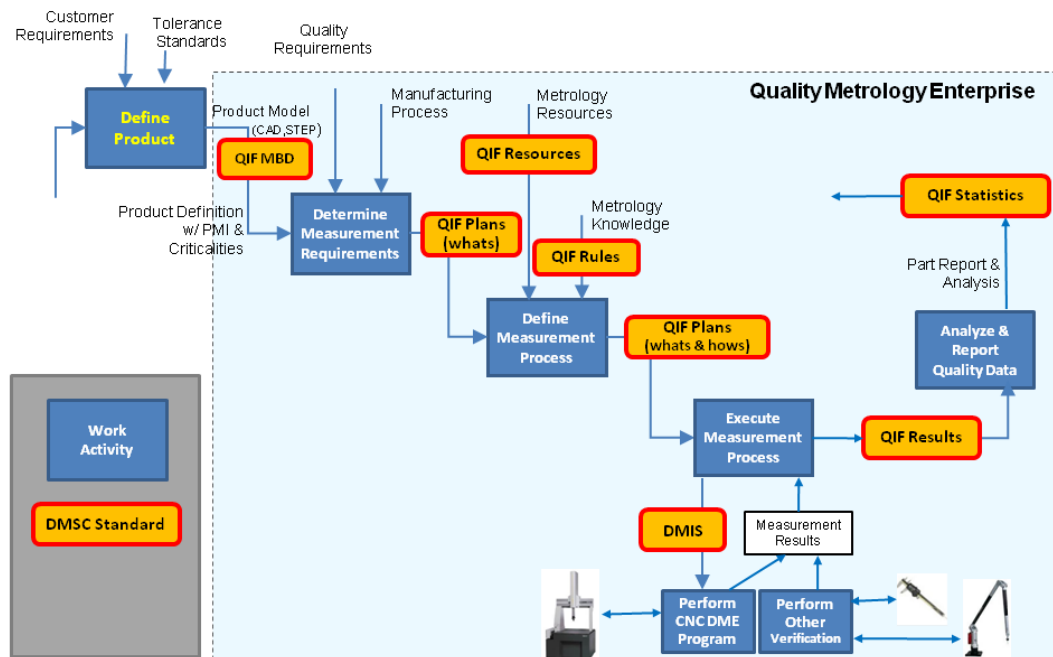 Customer
Requirements
Tolerance
Standards
Quality
Requirements
Quality Metrology Enterprise
Define
Product
Product Model
(CAD,STEP)
Manufacturing
Process
Metrology
Resources
QIF MBD
QIF Resources
QIF Statistics
Product Definition
w/ PMI &
Criticalities
Determine
Measurement
Requirements
QIF Plans
(whats)
Metrology
Knowledge
QIF Rules
Part Report &
Analysis
Define
Measurement
Process
QIF Plans
(whats & hows)
Analyze &
Report
Quality Data
Work
Activity
Execute
Measurement
Process
QIF Results
DMSC Standard
DMIS
Measurement
Results
Perform
CNC DME
Program
Perform
Other
Verification